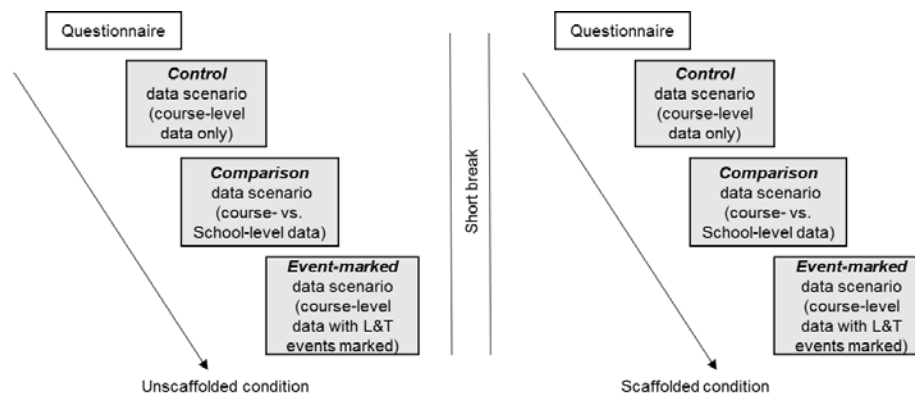 Questionnaire
Control
data scenario
(course-level
data only)
Comparison
data scenario
(course- vs.
School-level data)
Event-marked
data scenario
(course-level
data with L&T
events marked)
Unscaffolded condition
Short break
Questionnaire
Control
data scenario
(course-level
data only)
Comparison
data scenario
(course- vs.
School-level data)
Event-marked
data scenario
(course-level
data with L&T
events marked)
Scaffolded condition